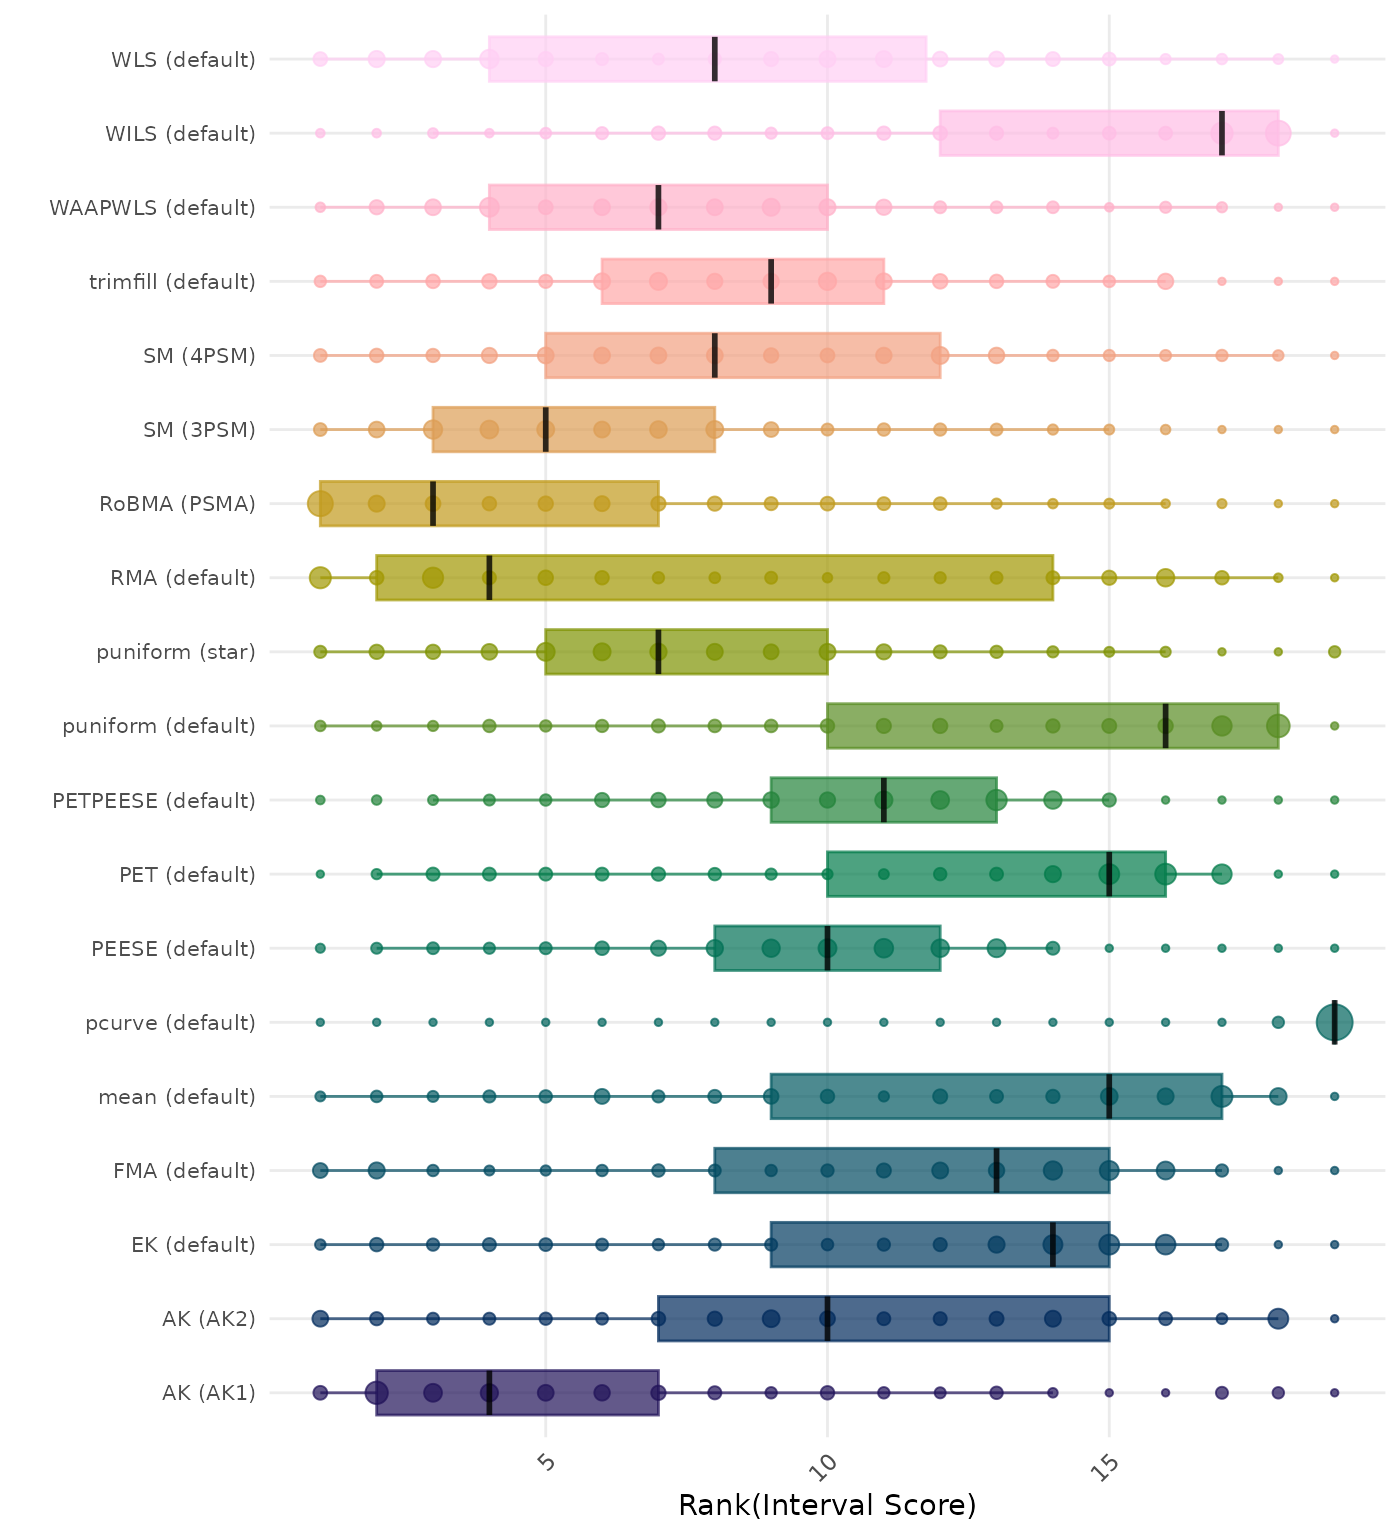 WLS (default)
WILS (default)
WAAPWLS (default)
trimfill (default)
SM (4PSM)
SM (3PSM)
RoBMA (PSMA)
RMA (default)
puniform (star)
puniform (default)
PETPEESE (default)
PET (default)
PEESE (default)
pcurve (default)
mean (default)
FMA (default)
EK (default)
AK (AK2)
AK (AK1)
5
10
15
Rank(Interval Score)